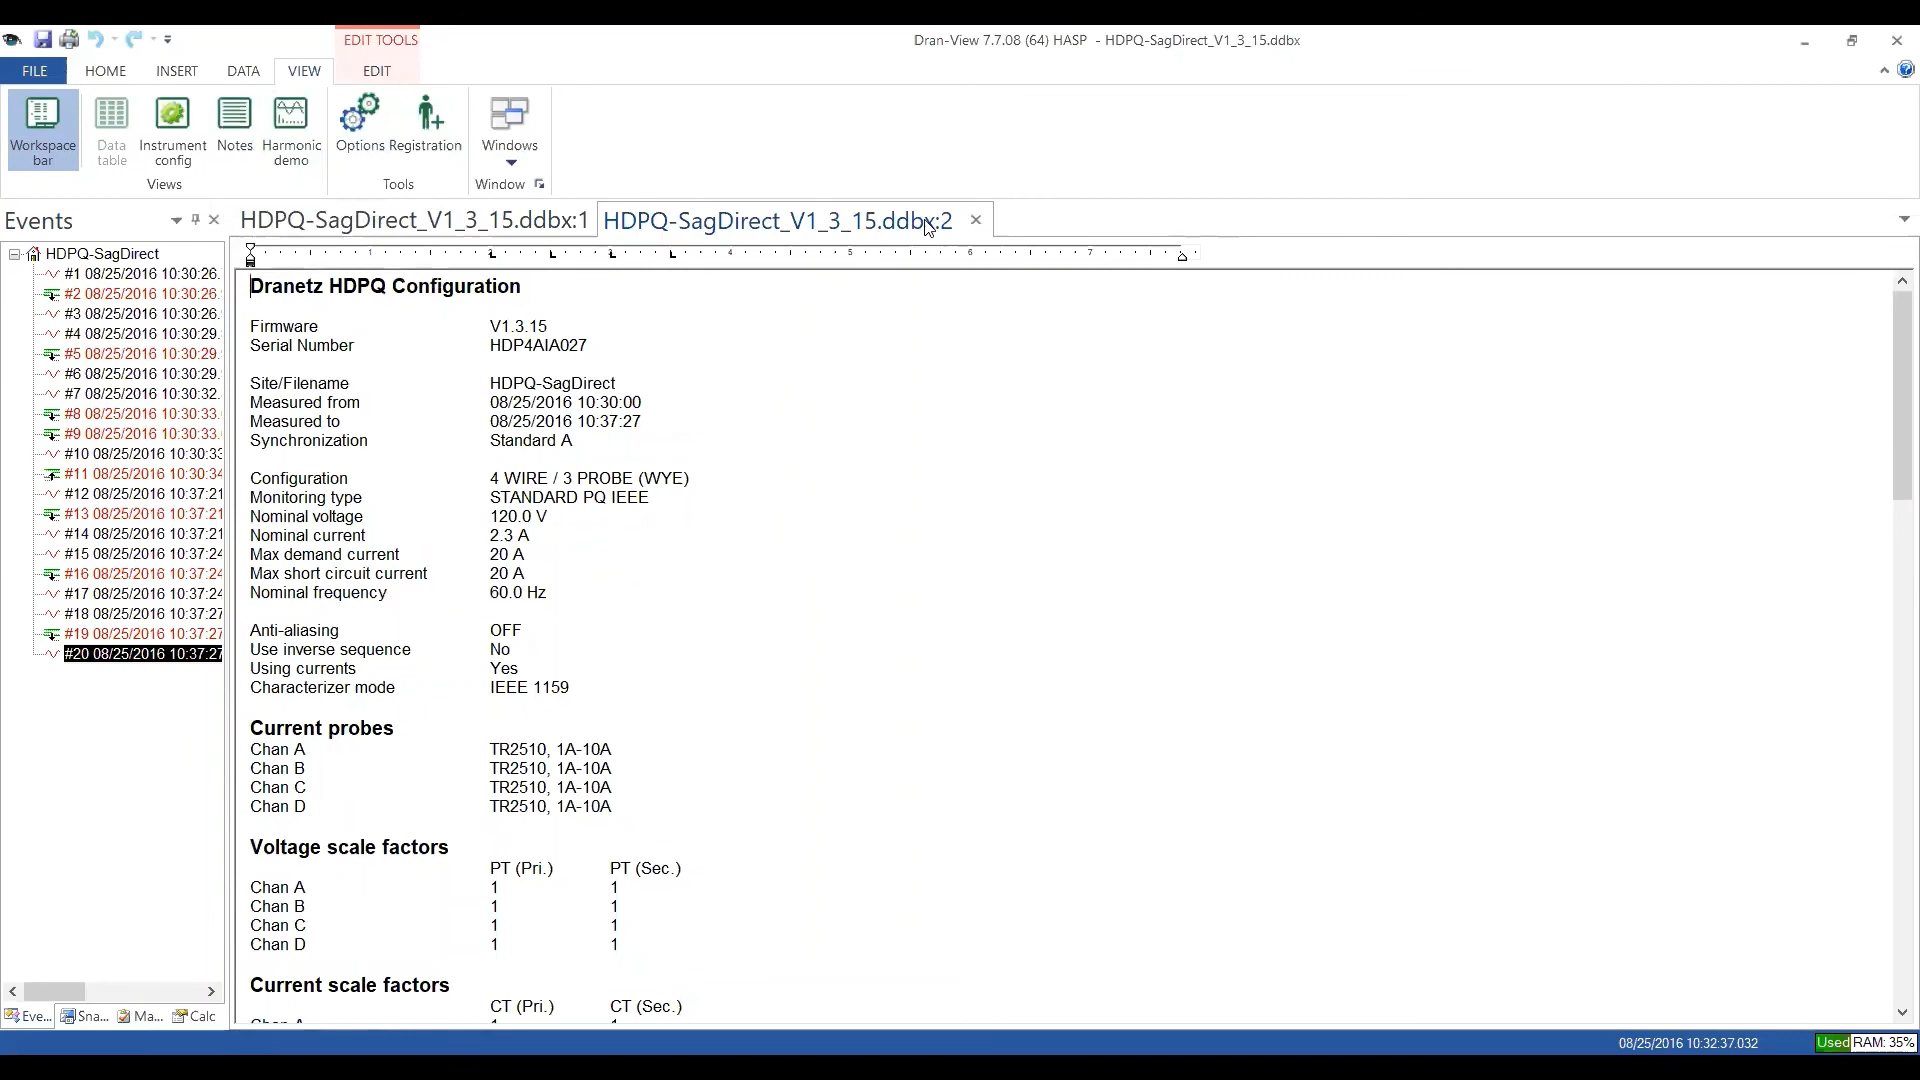 EDIT TOOLS
Dran-View 7.7.08 (64) HASP - HDPQ-SagDirect_V1_3_15.ddbx
FILE HOME INSERT DATA VIEW EDIT
Workspace bar
Data table
Instrument config
Notes
Harmonic demo
Options
Registration
Windows
Views
Tools
Window
Events
HDPQ-SagDirect_V1_3_15.ddbx:1
HDPQ-SagDirect_V1_3_15.ddbx:2
HDPQ-SagDirect
#1 08/25/2016 10:30:26.
#2 08/25/2016 10:30:26.
#3 08/25/2016 10:30:26.
#4 08/25/2016 10:30:29.
#5 08/25/2016 10:30:29.
#6 08/25/2016 10:30:29.
#7 08/25/2016 10:30:32.
#8 08/25/2016 10:30:33.
#9 08/25/2016 10:30:33.
#10 08/25/2016 10:30:33
#11 08/25/2016 10:30:34
#12 08/25/2016 10:37:21
#13 08/25/2016 10:37:21
#14 08/25/2016 10:37:21
#15 08/25/2016 10:37:24
#16 08/25/2016 10:37:24
#17 08/25/2016 10:37:24
#18 08/25/2016 10:37:27
#19 08/25/2016 10:37:27
#20 08/25/2016 10:37:27
Eve... Sna... Ma... Calc
1 2 3 4 5 6 7
Dranetz HDPQ Configuration
Firmware V1.3.15
Serial Number HDP4AIA027
Site/Filename HDPQ-SagDirect
Measured from 08/25/2016 10:30:00
Measured to 08/25/2016 10:37:27
Synchronization Standard A
Configuration 4 WIRE / 3 PROBE (WYE)
Monitoring type STANDARD PQ IEEE
Nominal voltage 120.0 V
Nominal current 2.3 A
Max demand current 20 A
Max short circuit current 20 A
Nominal frequency 60.0 Hz
Anti-aliasing OFF
Use inverse sequence No
Using currents Yes
Characterizer mode IEEE 1159
Current probes
Chan A TR2510, 1A-10A
Chan B TR2510, 1A-10A
Chan C TR2510, 1A-10A
Chan D TR2510, 1A-10A
Voltage scale factors
PT (Pri.) PT (Sec.)
Chan A 1 1
Chan B 1 1
Chan C 1 1
Chan D 1 1
Current scale factors
CT (Pri.) CT (Sec.)
08/25/2016 10:32:37.032
Used RAM: 35%